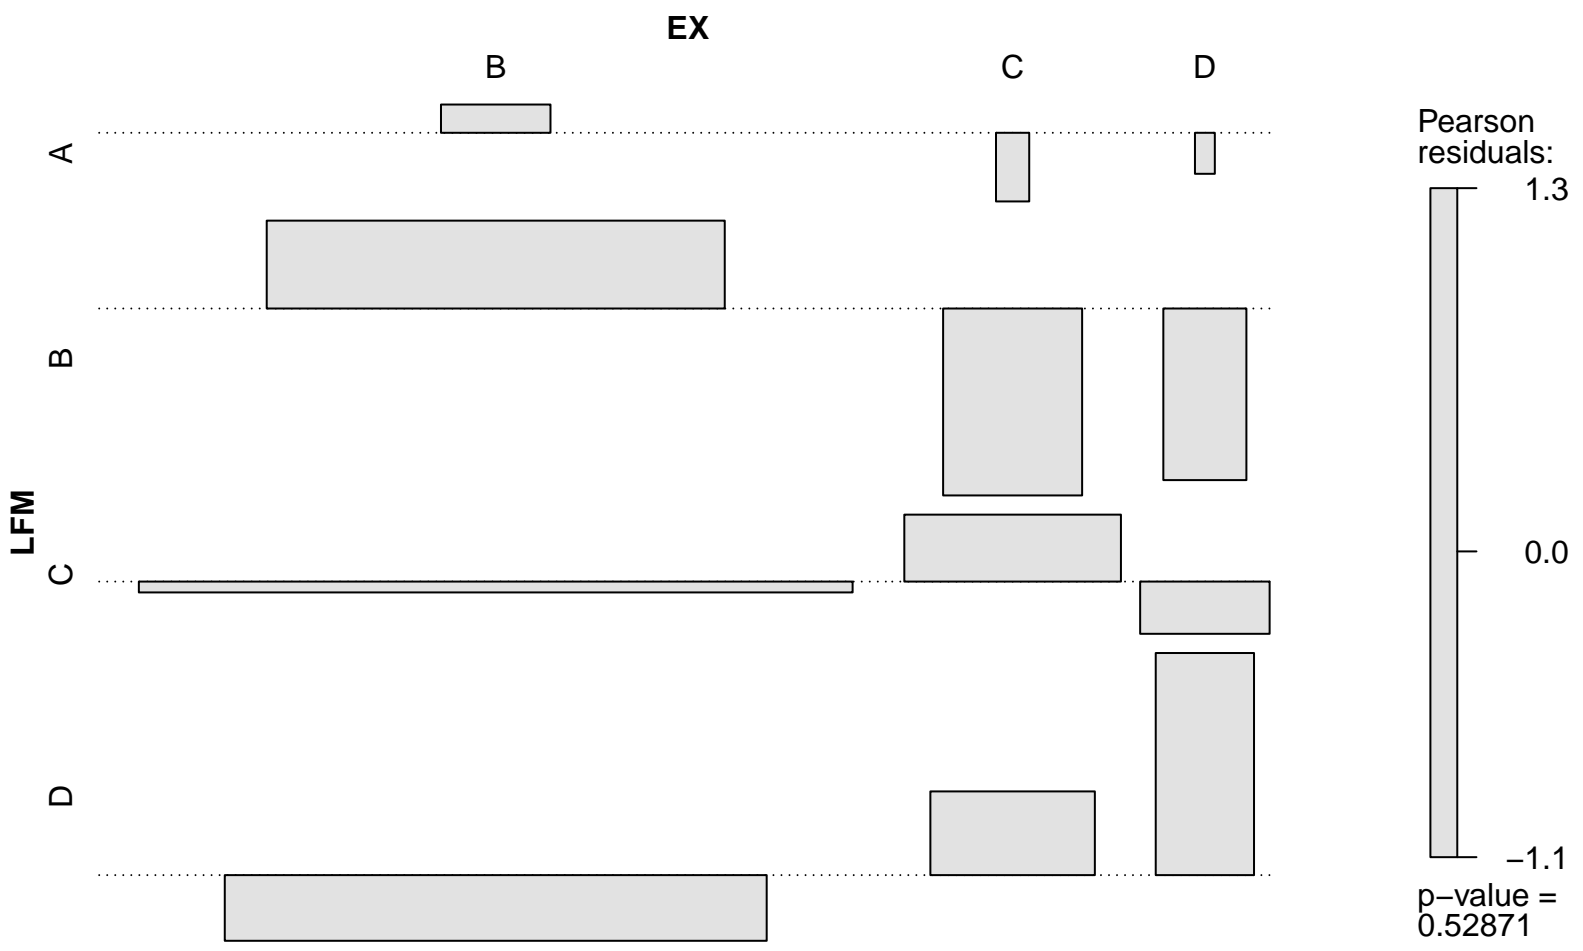 EX
B C D
A
B
C
D
LFM
Pearson
residuals:
1.3
0.0
−1.1
p−value =
0.52871